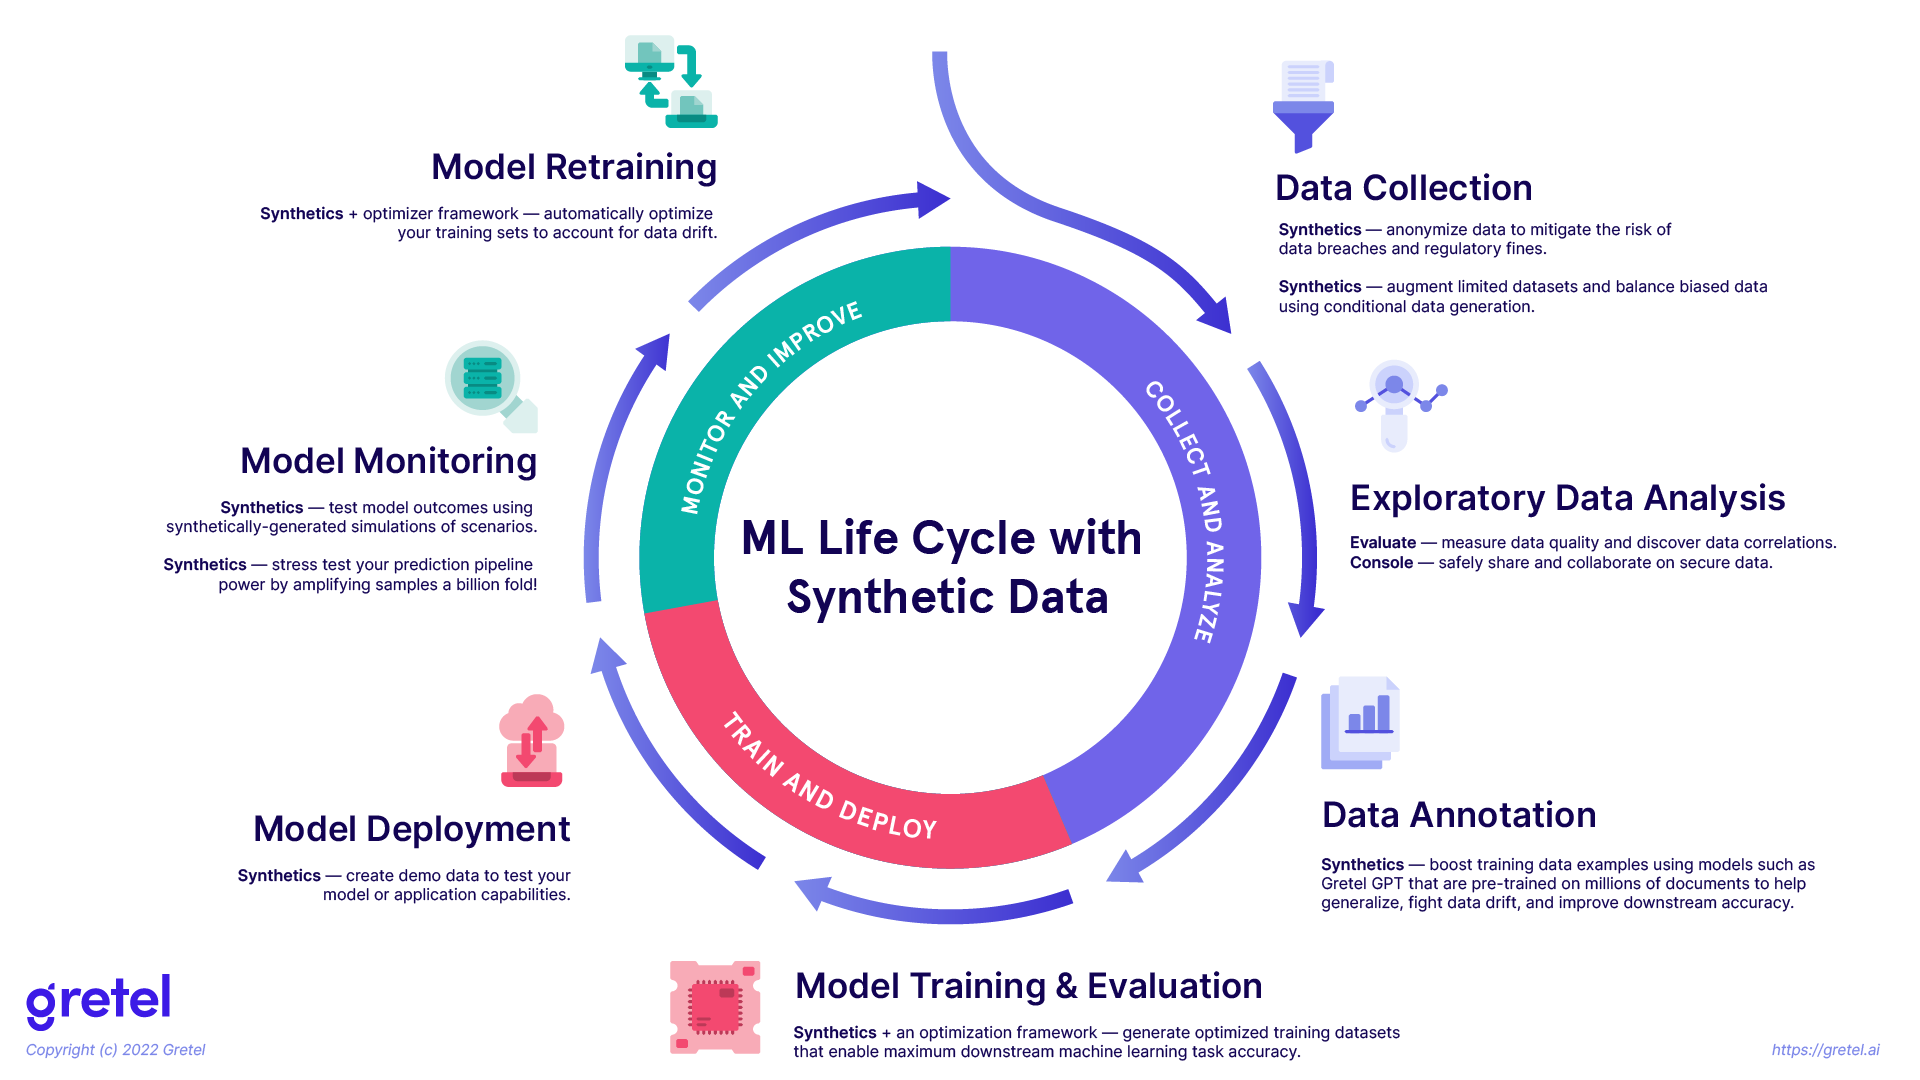 Model Retraining
Synthetics + optimizer framework — automatically optimize
your training sets to account for data drift.
Data Collection
Synthetics — anonymize data to mitigate the risk of
data breaches and regulatory fines.
Synthetics — augment limited datasets and balance biased data
using conditional data generation.
MONITOR AND IMPROVE
COLLECT AND ANALYZE
TRAIN AND DEPLOY
ML Life Cycle with
Synthetic Data
Model Monitoring
Synthetics — test model outcomes using
synthetically-generated simulations of scenarios.
Synthetics — stress test your prediction pipeline
power by amplifying samples a billion fold!
Exploratory Data Analysis
Evaluate — measure data quality and discover data correlations.
Console — safely share and collaborate on secure data.
Model Deployment
Synthetics — create demo data to test your
model or application capabilities.
Data Annotation
Synthetics — boost training data examples using models such as
Gretel GPT that are pre-trained on millions of documents to help
generalize, fight data drift, and improve downstream accuracy.
Model Training & Evaluation
Synthetics + an optimization framework — generate optimized training datasets
that enable maximum downstream machine learning task accuracy.
gretel
Copyright (c) 2022 Gretel
https://gretel.ai